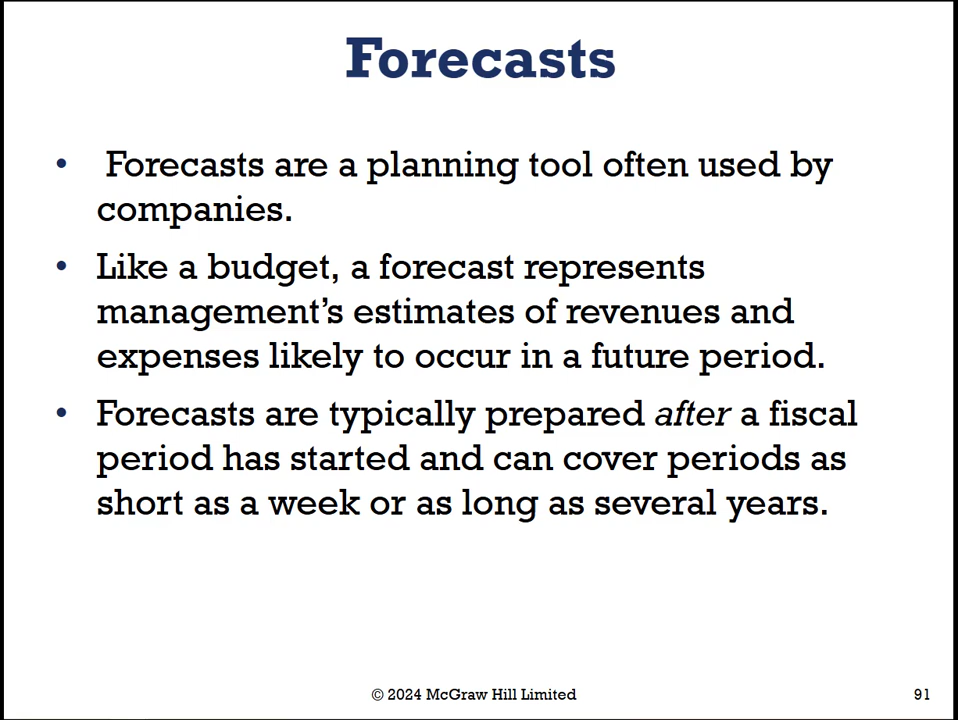 Forecasts
• Forecasts are a planning tool often used by
companies.
• Like a budget, a forecast represents
management’s estimates of revenues and
expenses likely to occur in a future period.
• Forecasts are typically prepared after a fiscal
period has started and can cover periods as
short as a week or as long as several years.
© 2024 McGraw Hill Limited
91